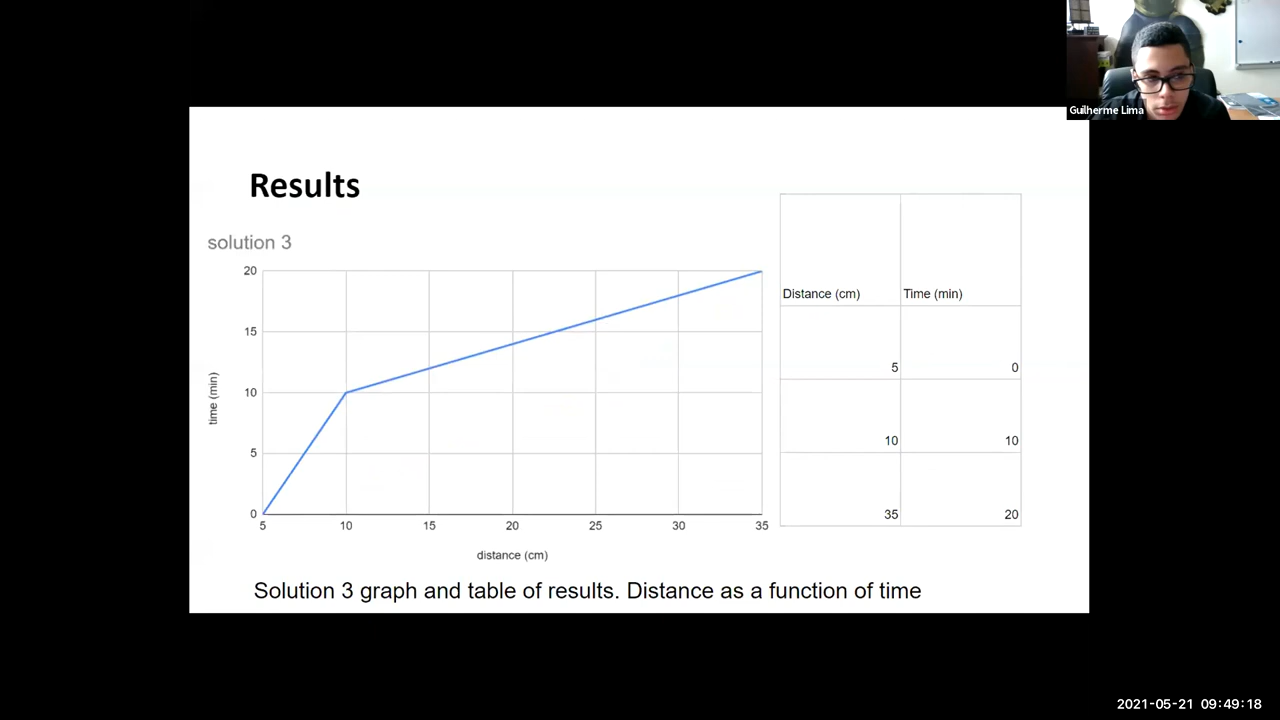 Guilherme Lima
Results
solution 3
20
15
10
5
0
time (min)
5 10 15 20 25 30 35
distance (cm)
Distance (cm) Time (min)
5 0
10 10
35 20
Solution 3 graph and table of results. Distance as a function of time
2021-05-21 09:49:18